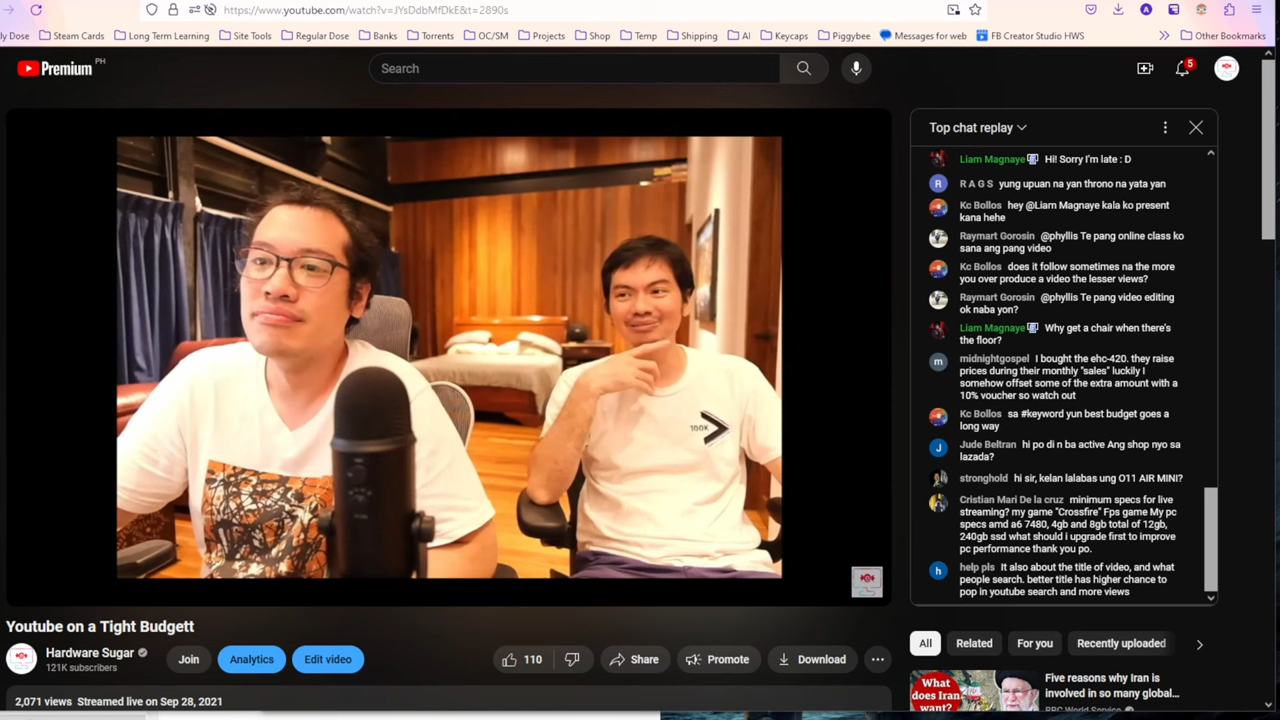 https://www.youtube.com/watch?v=JYsDdbMfDkE&t=2890s
ly Dose Steam Cards Long Term Learning Site Tools Regular Dose Banks Torrents OC/SM Projects Shop Temp Shipping AI Keycaps Piggybee Messages for web FB Creator Studio HWS Other Bookmarks
Premium PH
Search
5
100K
Top chat replay
Liam Magnaye Hi! Sorry I'm late : D
R R A G S yung upuan na yan throno na yata yan
Kc Bollos hey @Liam Magnaye kala ko present
kana hehe
Raymart Gorosin @phyllis Te pang online class ko
sana ang pang video
Kc Bollos does it follow sometimes na the more
you over produce a video the lesser views?
Raymart Gorosin @phyllis Te pang video editing
ok naba yon?
Liam Magnaye Why get a chair when there's
the floor?
m midnightgospel I bought the ehc-420. they raise
prices during their monthly "sales" luckily I
somehow offset some of the extra amount with a
10% voucher so watch out
Kc Bollos sa #keyword yun best budget goes a
long way
J Jude Beltran hi po di n ba active Ang shop nyo sa
lazada?
stronghold hi sir, kelan lalabas ung O11 AIR MINI?
Cristian Mari De la cruz minimum specs for live
streaming? my game "Crossfire" Fps game My pc
specs amd a6 7480, 4gb and 8gb total of 12gb,
240gb ssd what should i upgrade first to improve
pc performance thank you po.
h help pls It also about the title of video, and what
people search. better title has higher chance to
pop in youtube search and more views
Youtube on a Tight Budgett
Hardware Sugar
121K subscribers
Join Analytics Edit video 110 Share Promote Download
2,071 views Streamed live on Sep 28, 2021
All Related For you Recently uploaded
What
does Iran
want?
Five reasons why Iran is
involved in so many global...
BBC World Service